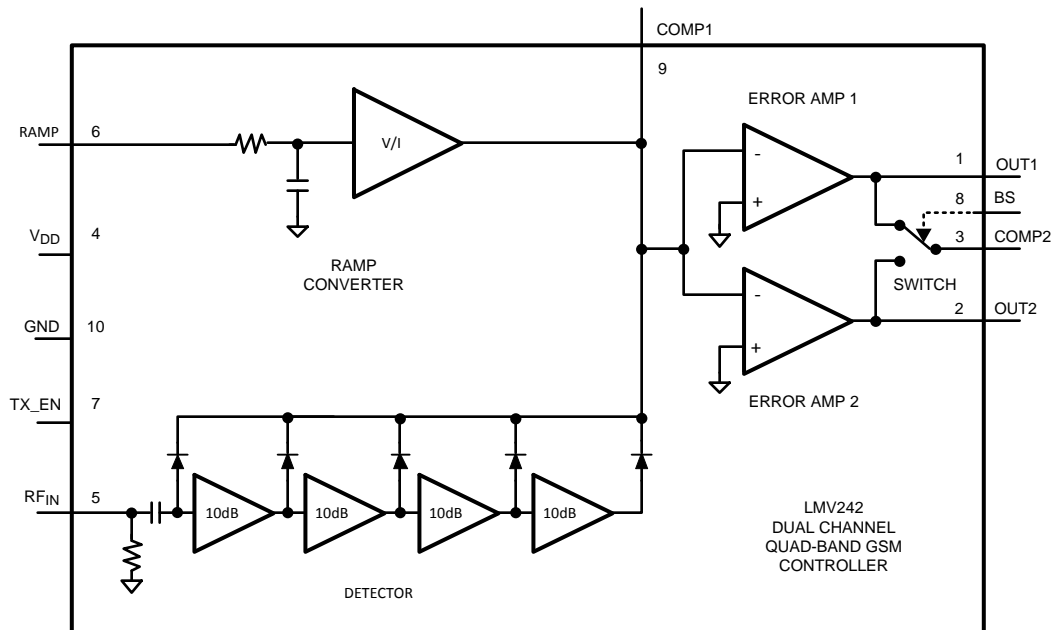 COMP1
9
ERROR AMP 1
RAMP
6
V/I
-
+
1
OUT1
8
BS
3
COMP2
SWITCH
VDD
4
RAMP
CONVERTER
-
+
2
OUT2
GND
10
ERROR AMP 2
TX_EN
7
RFIN
5
10dB
10dB
10dB
10dB
LMV242
DUAL CHANNEL
QUAD-BAND GSM
CONTROLLER
DETECTOR